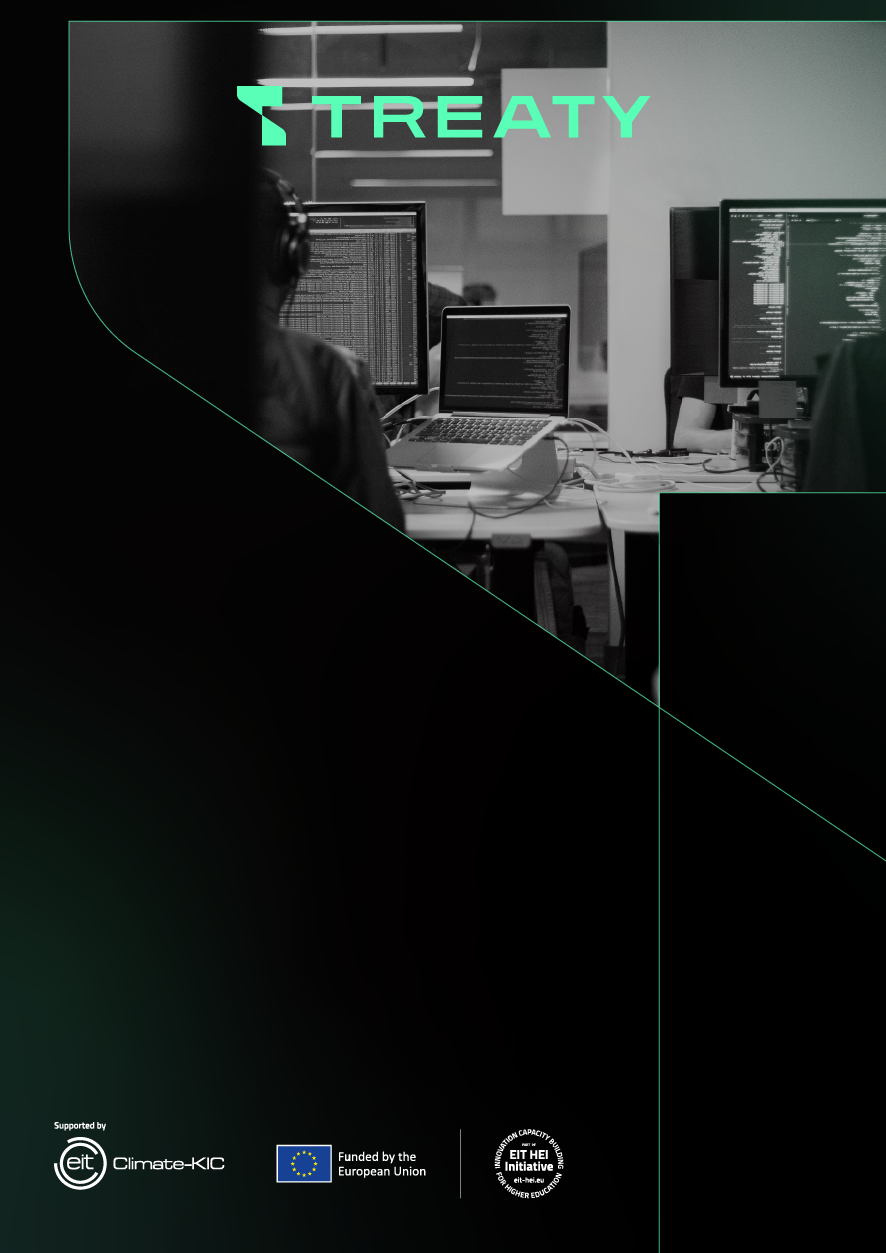 TREATY
Supported by
eit Climate-KIC
Funded by the
European Union
INNOVATION CAPACITY BUILDING
PART OF
EIT HEI
Initiative
eit-hei.eu
FOR HIGHER EDUCATION